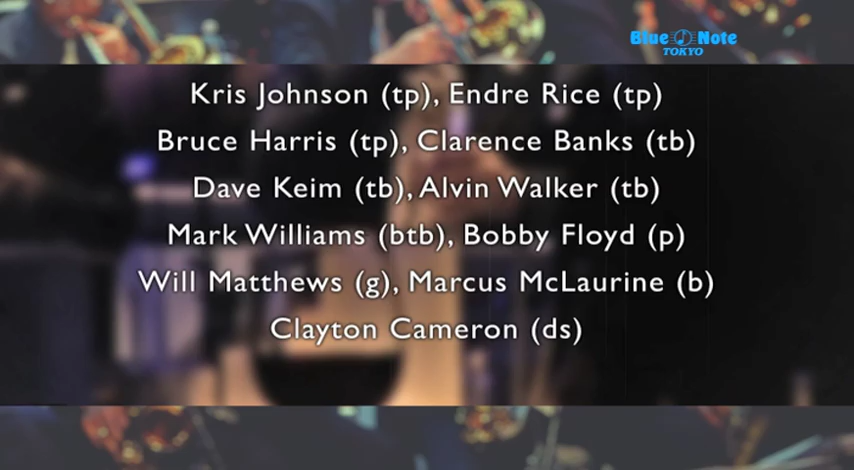 Blue Note
TOKYO
Kris Johnson (tp), Endre Rice (tp)
Bruce Harris (tp), Clarence Banks (tb)
Dave Keim (tb), Alvin Walker (tb)
Mark Williams (btb), Bobby Floyd (p)
Will Matthews (g), Marcus McLaurine (b)
Clayton Cameron (ds)